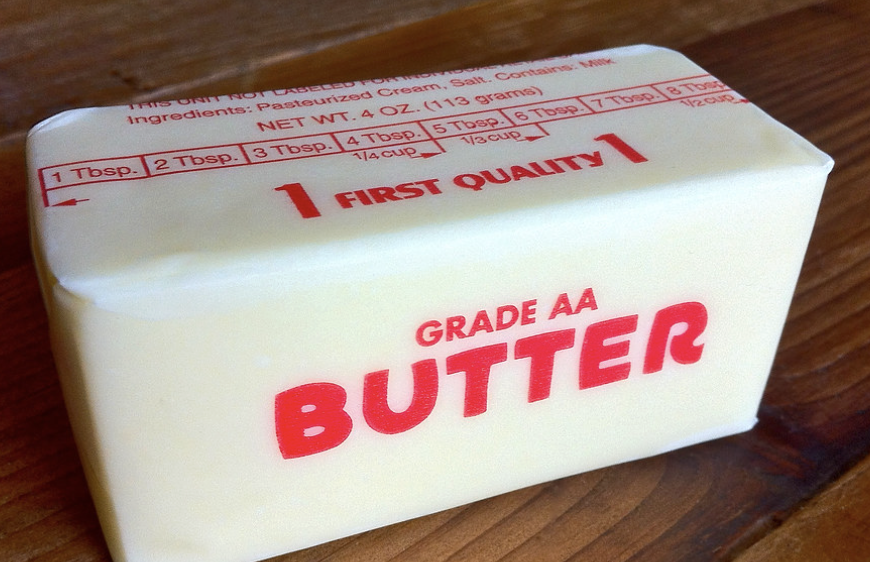 THIS UNIT NOT LABELED FOR INDIVIDUAL
Ingredients: Pasteurized Cream, Salt. Contains: Milk
NET WT. 4 OZ. (113 grams)
1 Tbsp. 2 Tbsp. 3 Tbsp. 4 Tbsp. 5 Tbsp. 6 Tbsp. 7 Tbsp. 8 Tbsp.
1/4 cup 1/3 cup 1/2 cup
1 FIRST QUALITY 1
GRADE AA
BUTTER